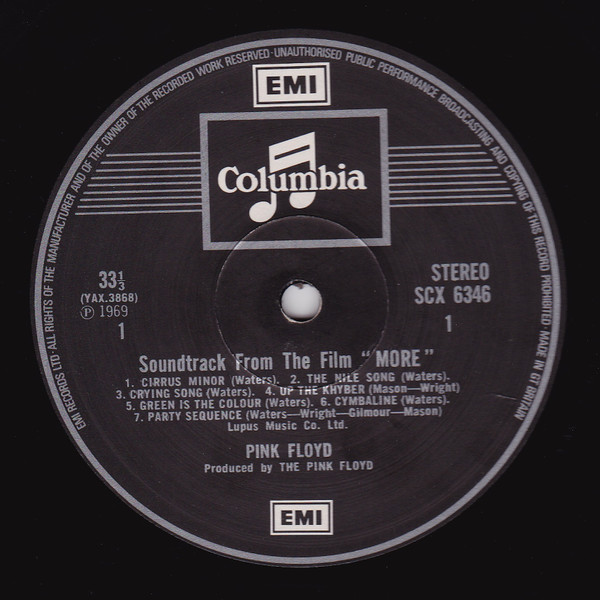 EMI RECORDS LTD·ALL RIGHTS OF THE MANUFACTURER AND OF THE OWNER OF THE RECORDED WORK RESERVED·UNAUTHORISED PUBLIC PERFORMANCE BROADCASTING AND COPYING OF THIS RECORD PROHIBITED·MADE IN GT BRITAIN
EMI
Columbia
33⅓
(YAX.3868)
℗ 1969
1
STEREO
SCX 6346
1
Soundtrack From The Film "MORE"
1. CIRRUS MINOR (Waters). 2. THE NILE SONG (Waters).
3. CRYING SONG (Waters). 4. UP THE KHYBER (Mason—Wright)
5. GREEN IS THE COLOUR (Waters). 6. CYMBALINE (Waters).
7. PARTY SEQUENCE (Waters—Wright—Gilmour—Mason)
Lupus Music Co. Ltd.
PINK FLOYD
Produced by THE PINK FLOYD
EMI